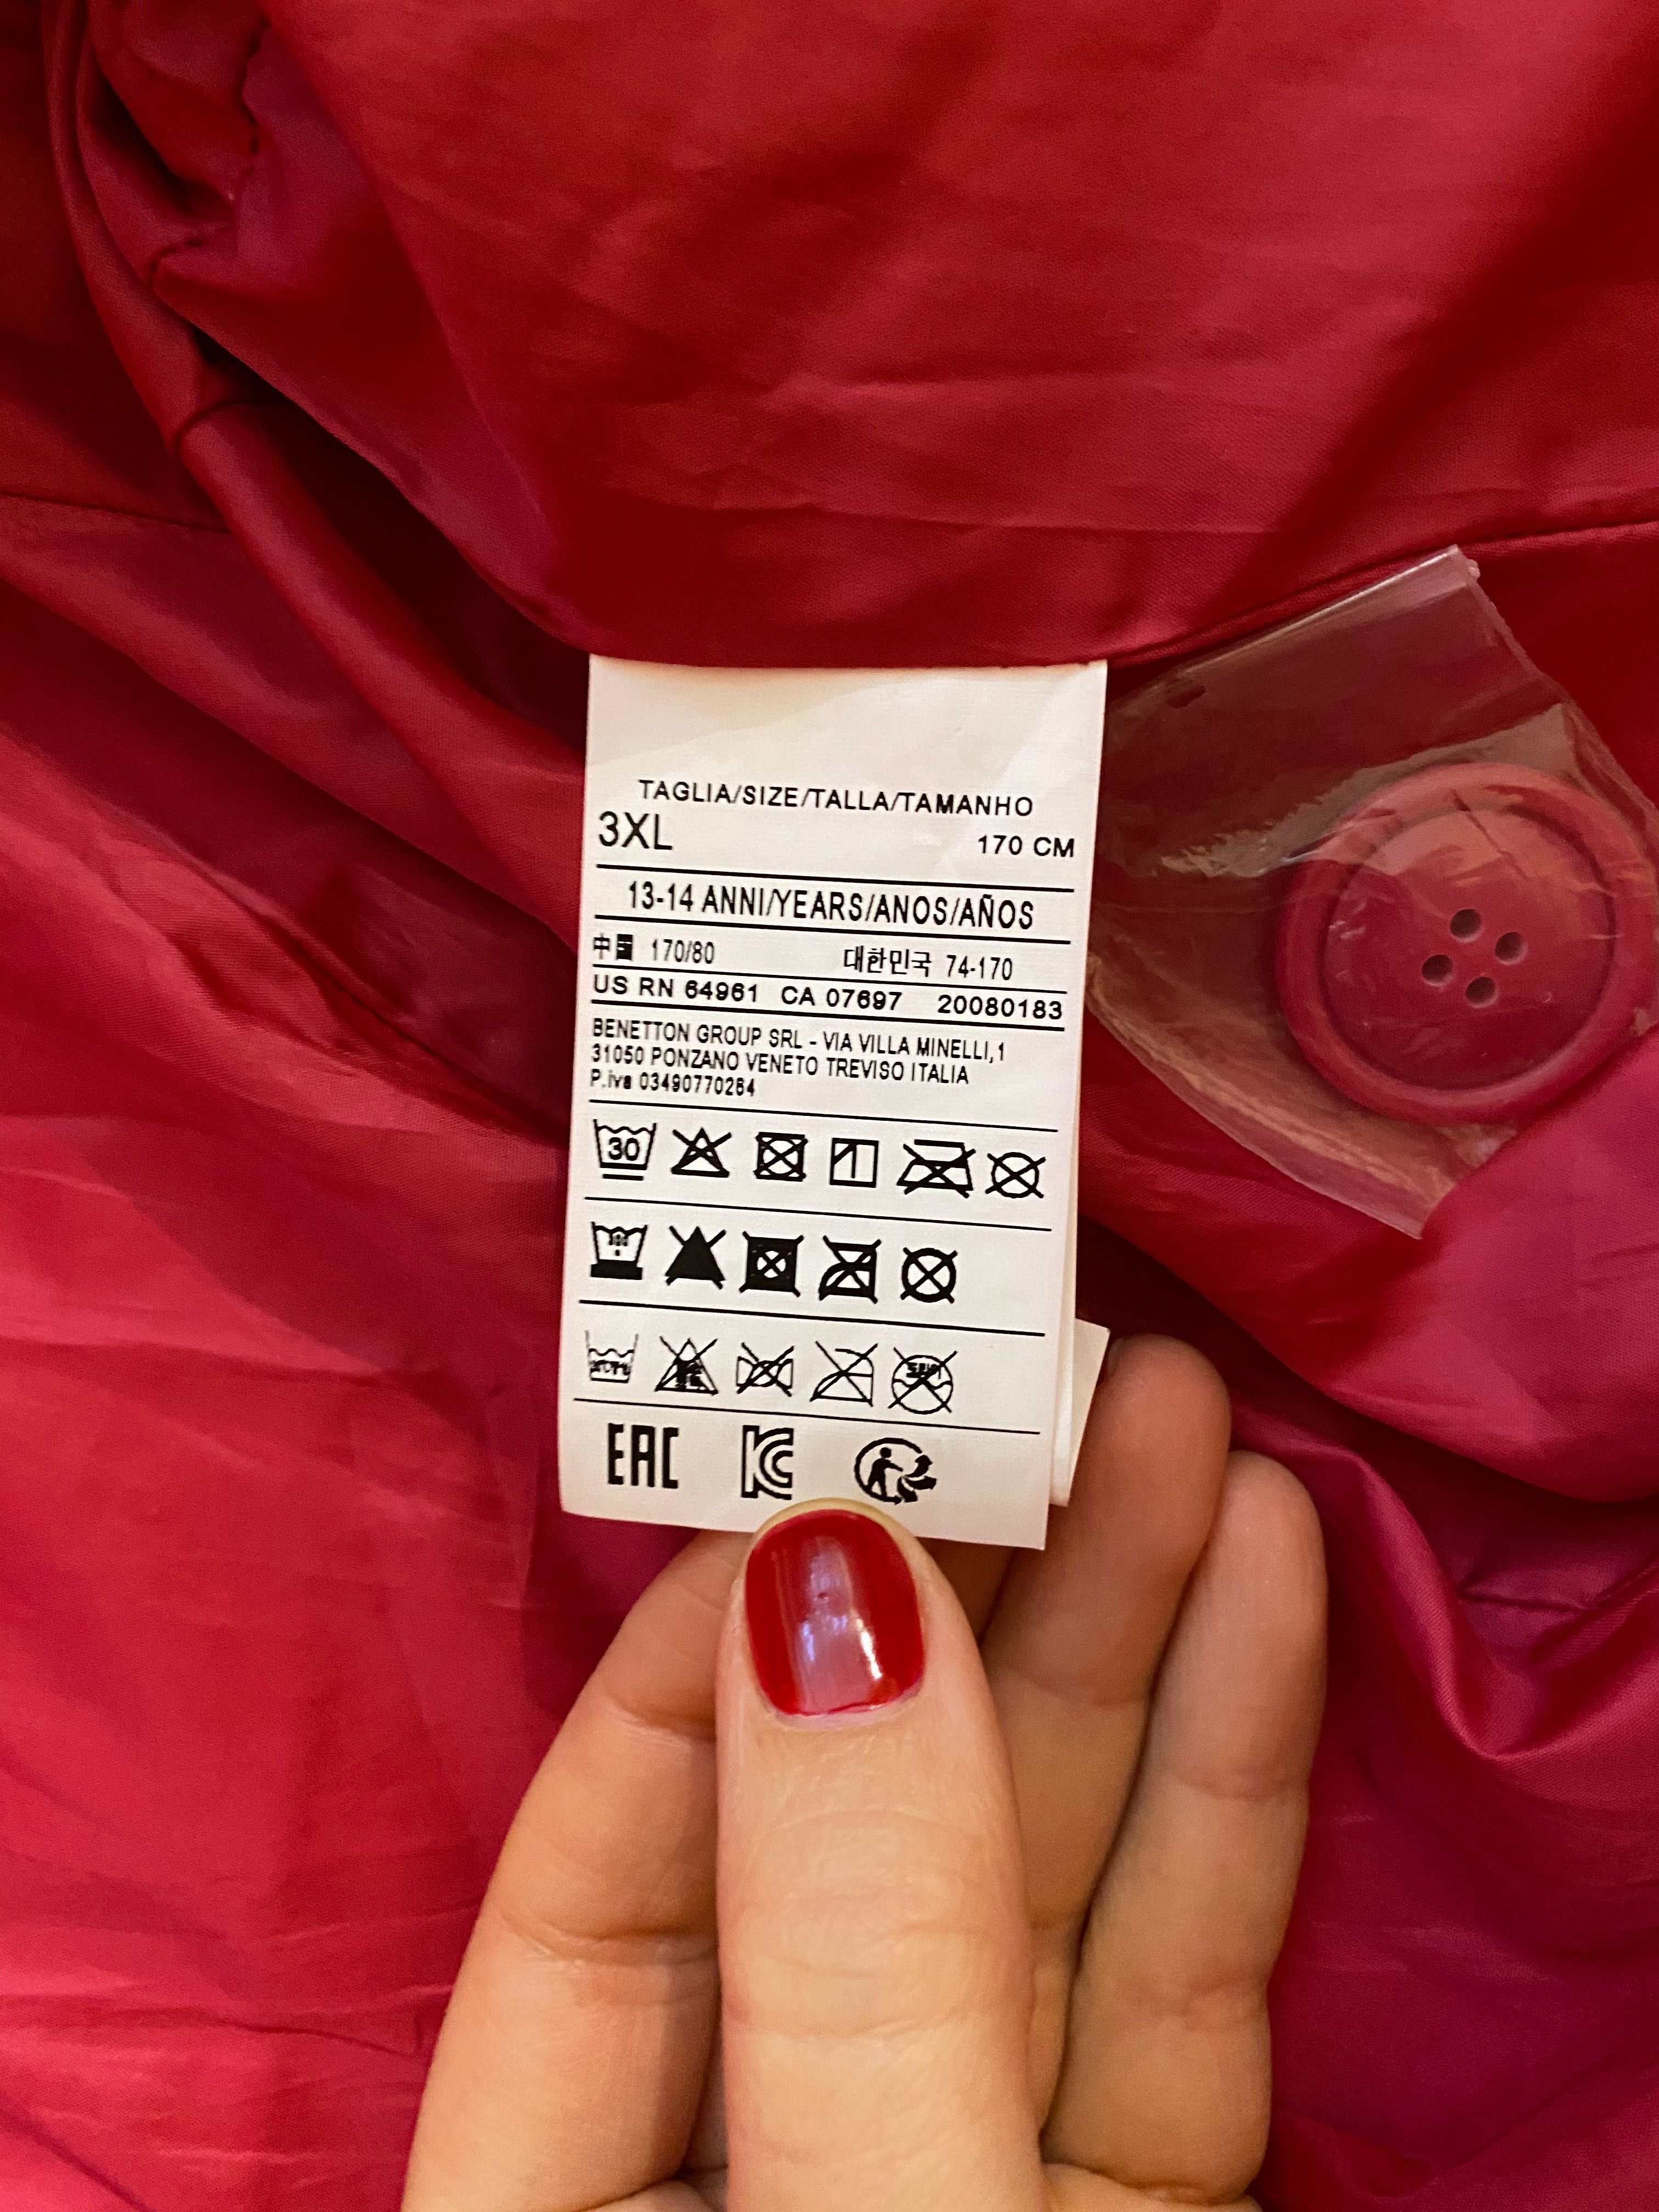 TAGLIA/SIZE/TALLA/TAMANHO
3XL 170 CM
13-14 ANNI/YEARS/ANOS/AÑOS
中國 170/80 대한민국 74-170
US RN 64961 CA 07697 20080183
BENETTON GROUP SRL - VIA VILLA MINELLI,1
31050 PONZANO VENETO TREVISO ITALIA
P.iva 03490770264
30
EAC KC